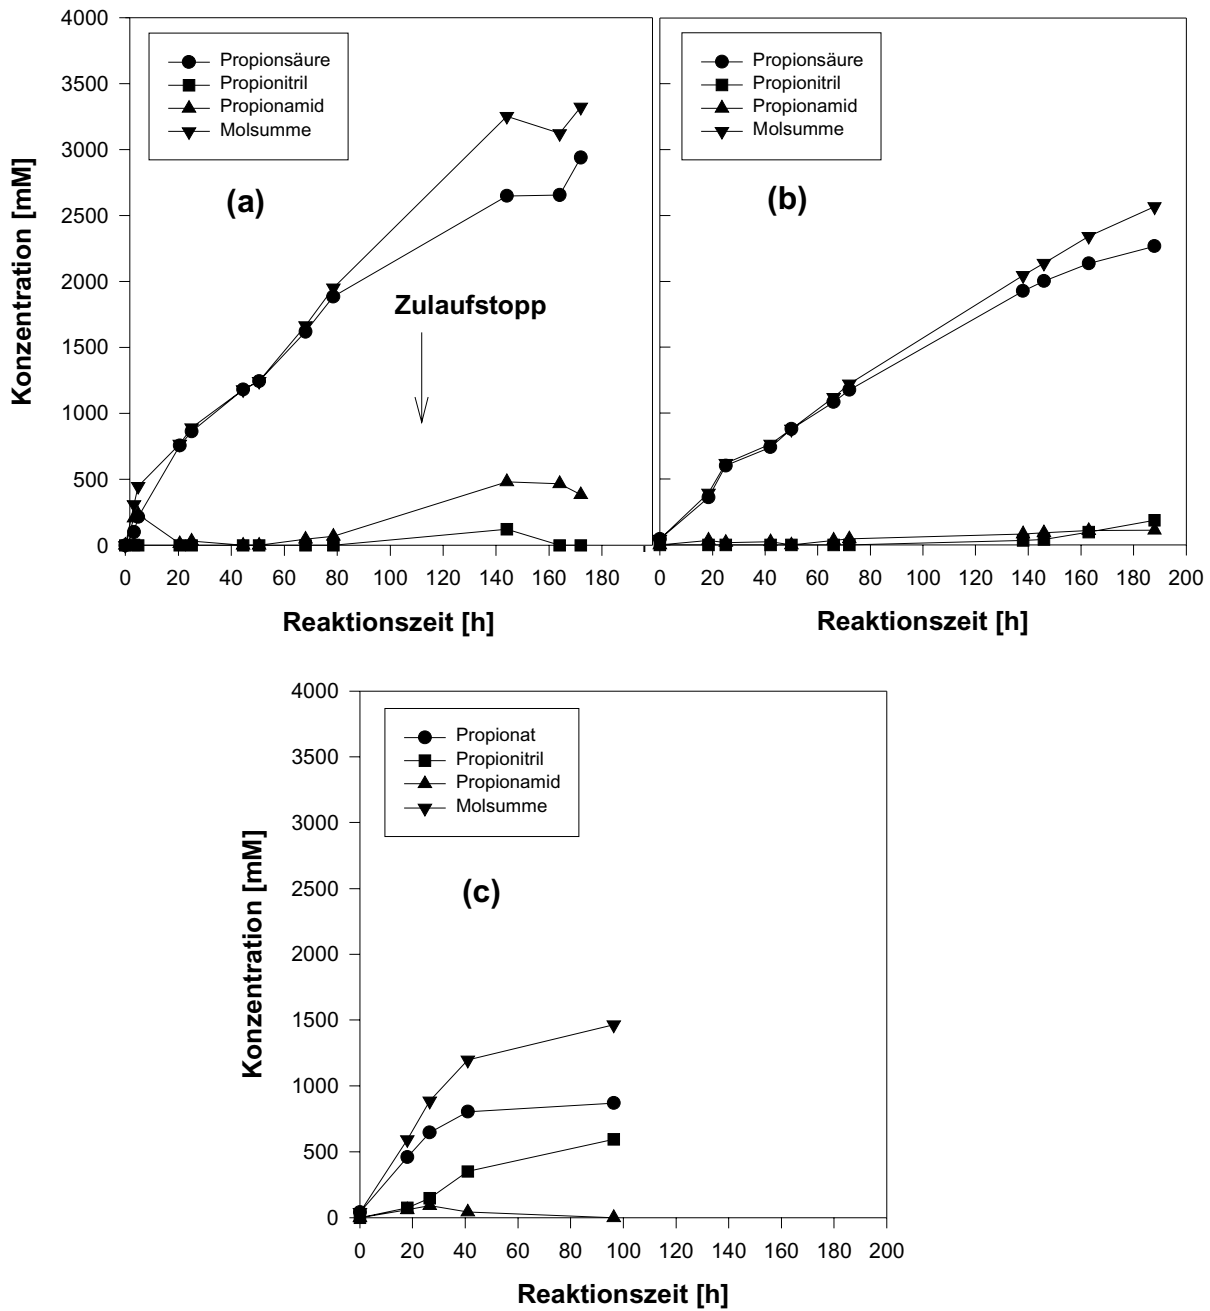 4000
3500
3000
2500
2000
1500
1000
500
0
Konzentration [mM]
Propionsäure
Propionitril
Propionamid
Molsumme
(a)
Zulaufstopp
0 20 40 60 80 100 120 140 160 180
Reaktionszeit [h]
Propionsäure
Propionitril
Propionamid
Molsumme
(b)
0 20 40 60 80 100 120 140 160 180 200
Reaktionszeit [h]
4000
3500
3000
2500
2000
1500
1000
500
0
Konzentration [mM]
Propionat
Propionitril
Propionamid
Molsumme
(c)
0 20 40 60 80 100 120 140 160 180 200
Reaktionszeit [h]